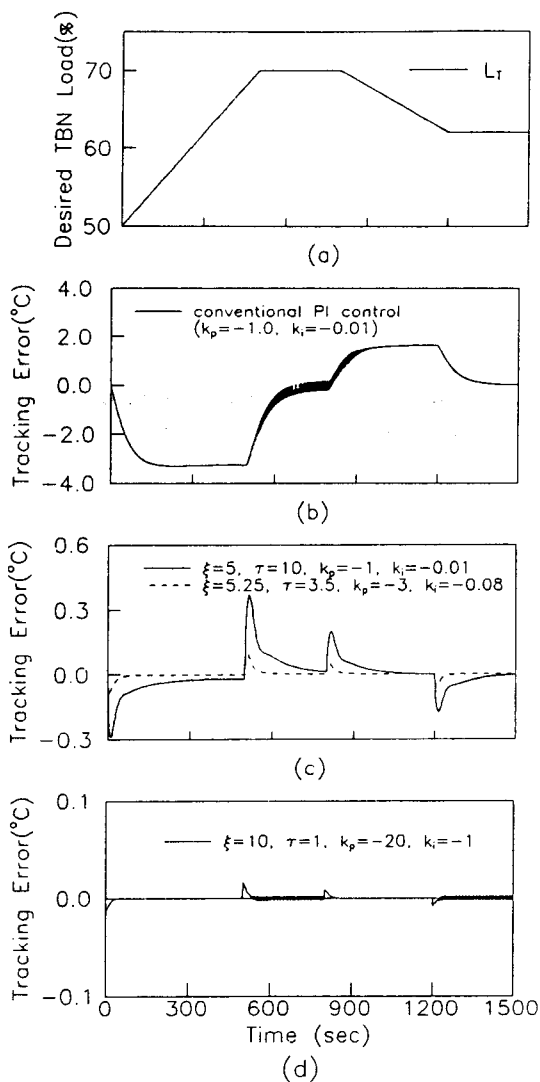 Desired TBN Load(%)
70
60
50
L_T
(a)
Tracking Error(°C)
4.0
2.0
0.0
−2.0
−4.0
conventional PI control
(k_p=−1.0, k_i=−0.01)
(b)
Tracking Error(°C)
0.6
0.3
0.0
−0.3
ξ=5, τ=10, k_p=−1, k_i=−0.01
ξ=5.25, τ=3.5, k_p=−3, k_i=−0.08
(c)
Tracking Error(°C)
0.1
0.0
−0.1
ξ=10, τ=1, k_p=−20, k_i=−1
0 300 600 900 1200 1500
Time (sec)
(d)